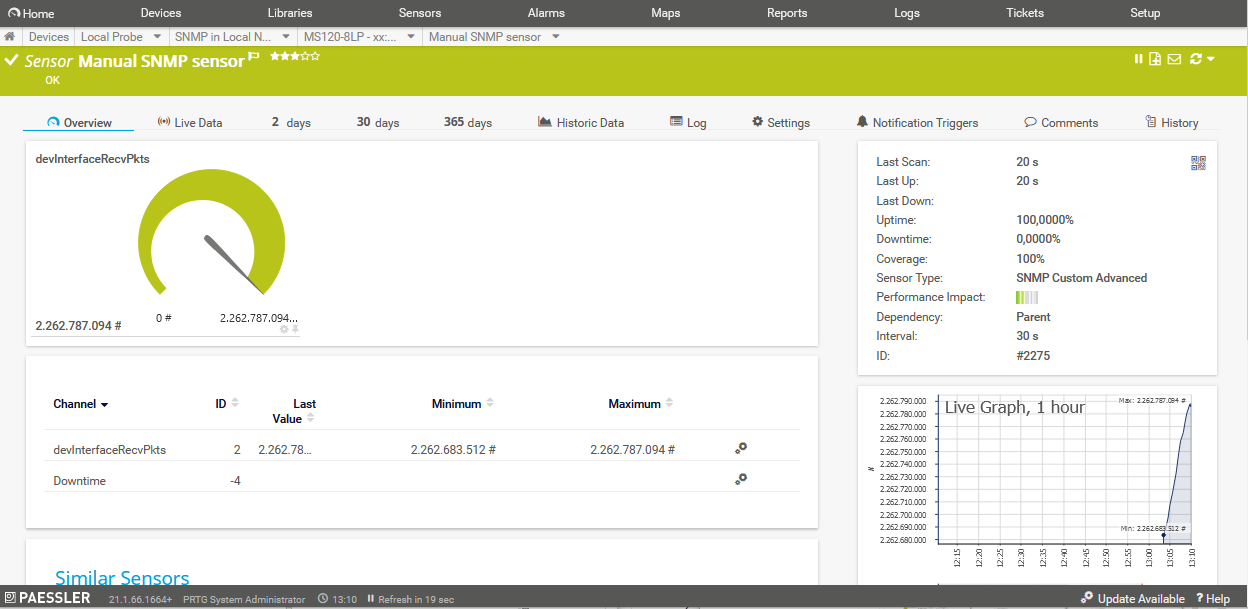 Home Devices Libraries Sensors Alarms Maps Reports Logs Tickets Setup
Devices Local Probe SNMP in Local N... MS120-8LP - xx:... Manual SNMP sensor
Sensor Manual SNMP sensor
OK
Overview Live Data 2 days 30 days 365 days Historic Data Log Settings Notification Triggers Comments History
devInterfaceRecvPkts
0 # 2.262.787.094...
2.262.787.094 #
Channel ID Last Value Minimum Maximum
devInterfaceRecvPkts 2 2.262.78... 2.262.683.512 # 2.262.787.094 #
Downtime -4
Similar Sensors
Last Scan: 20 s
Last Up: 20 s
Last Down:
Uptime: 100,0000%
Downtime: 0,0000%
Coverage: 100%
Sensor Type: SNMP Custom Advanced
Performance Impact:
Dependency: Parent
Interval: 30 s
ID: #2275
Live Graph, 1 hour
Max: 2.262.787.094 #
2.262.790.000
2.262.780.000
2.262.770.000
2.262.760.000
2.262.750.000
2.262.740.000
2.262.730.000
2.262.720.000
2.262.710.000
2.262.700.000
2.262.690.000
2.262.680.000
#
Min: 2.262.683.512 #
12:15 12:20 12:25 12:30 12:35 12:40 12:45 12:50 12:55 13:00 13:05 13:10
PAESSLER 21.1.66.1664+ PRTG System Administrator 13:10 Refresh in 19 sec Update Available ? Help